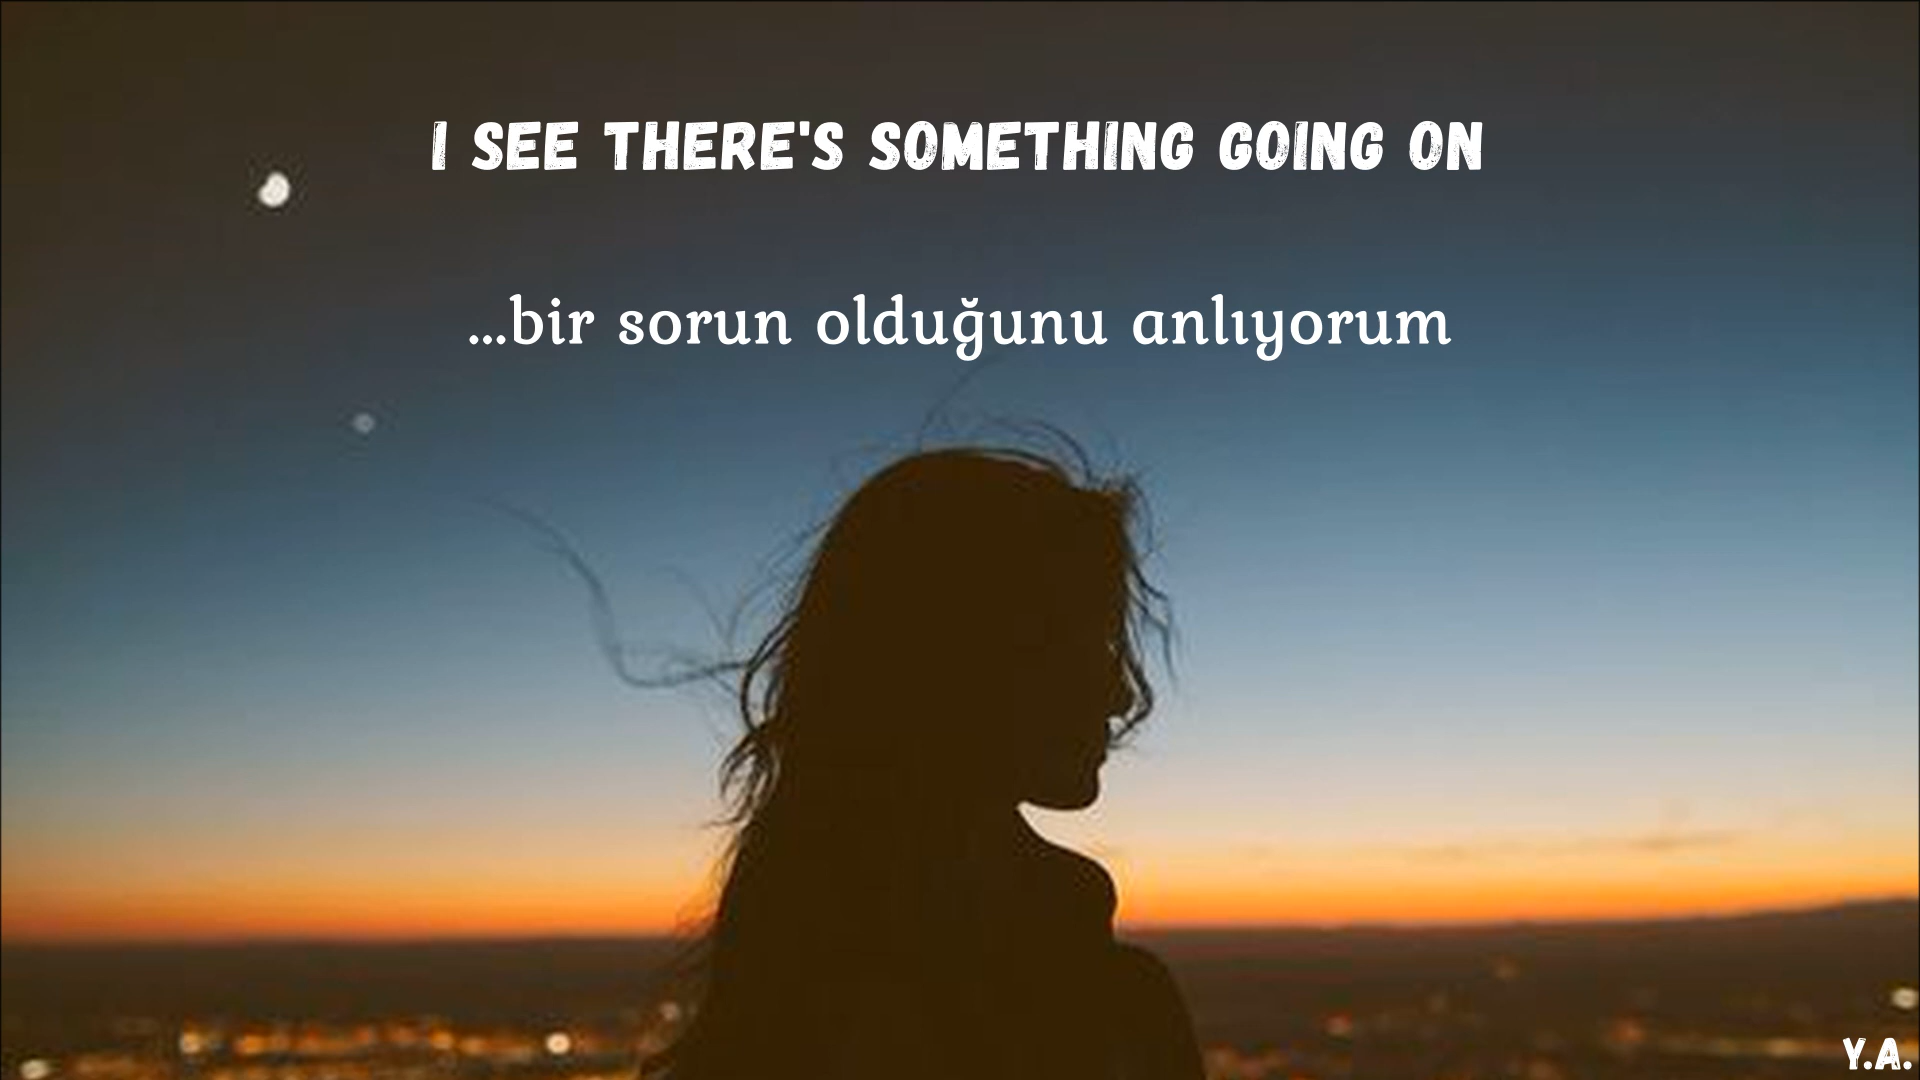 I SEE THERE'S SOMETHING GOING ON
...bir sorun olduğunu anlıyorum
Y.A.